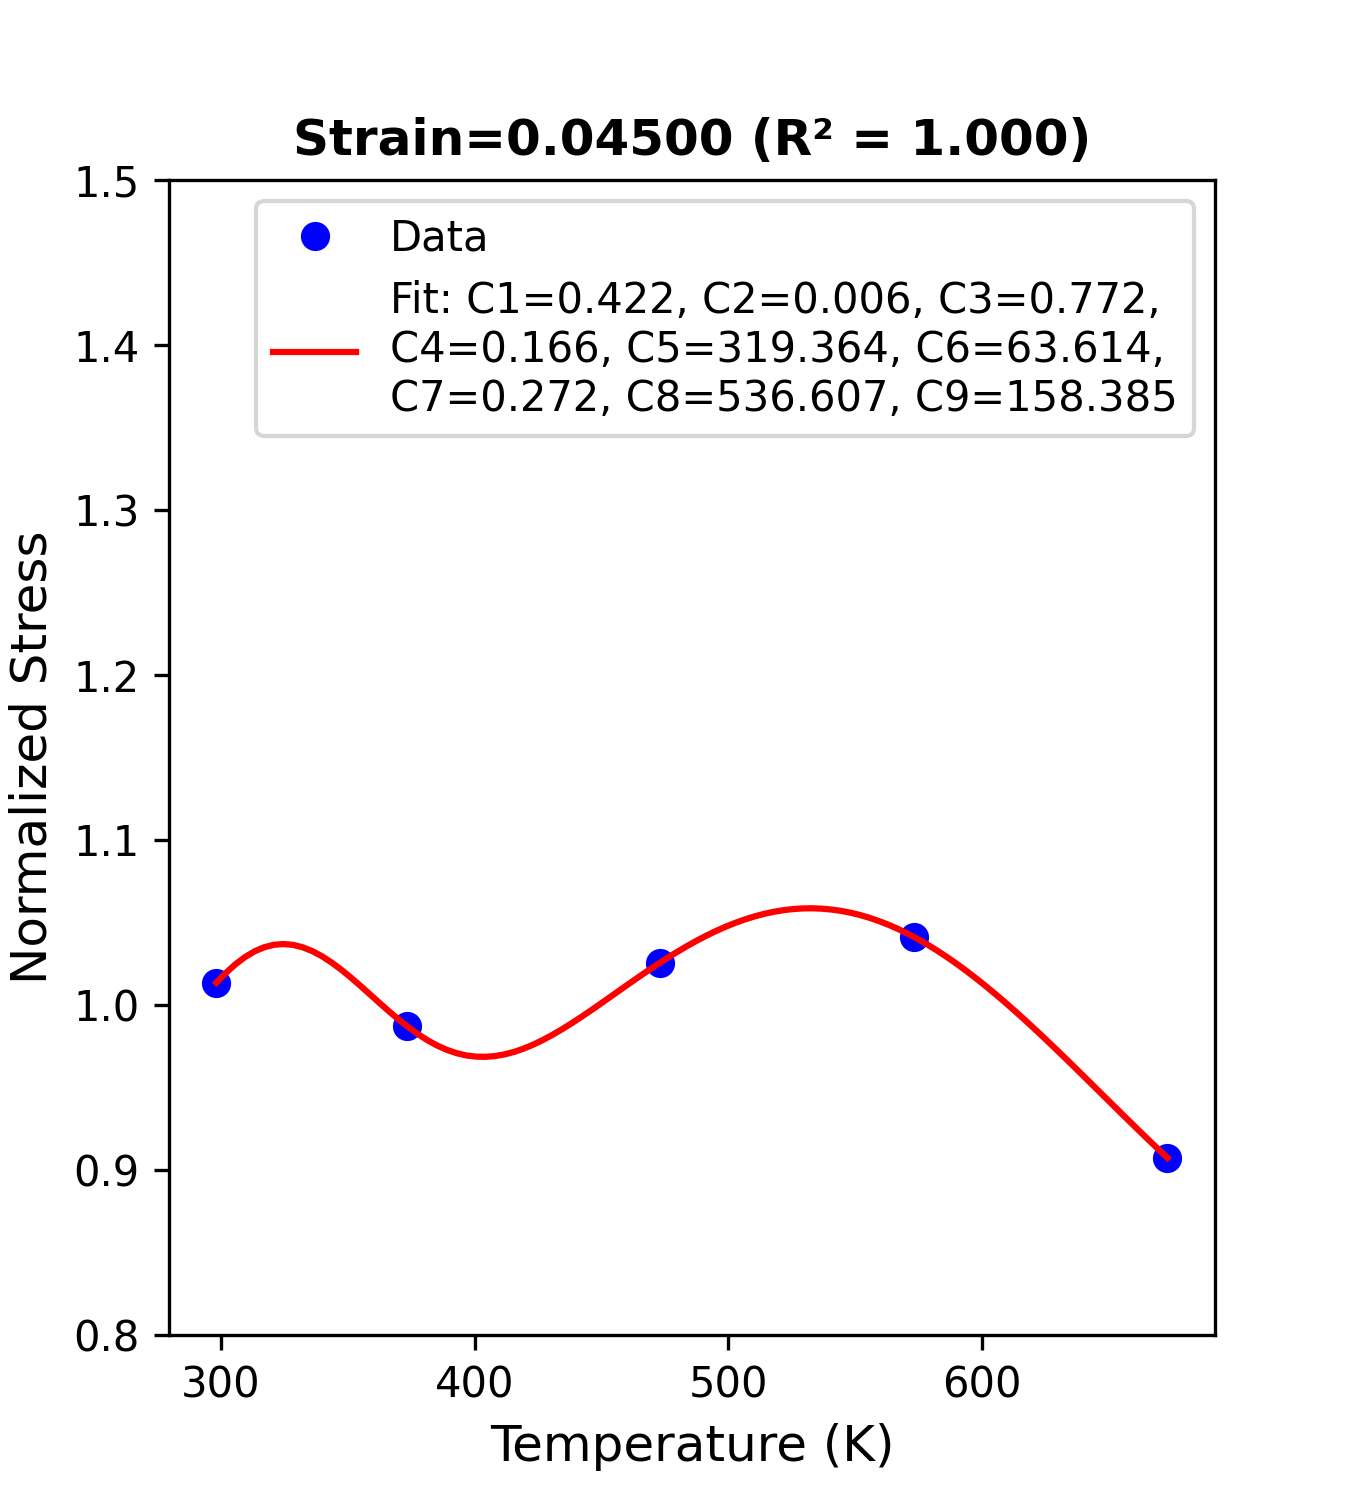 Strain=0.04500 (R² = 1.000)
1.5
1.4
1.3
1.2
1.1
1.0
0.9
0.8
Normalized Stress
Data
Fit: C1=0.422, C2=0.006, C3=0.772,
C4=0.166, C5=319.364, C6=63.614,
C7=0.272, C8=536.607, C9=158.385
300 400 500 600
Temperature (K)